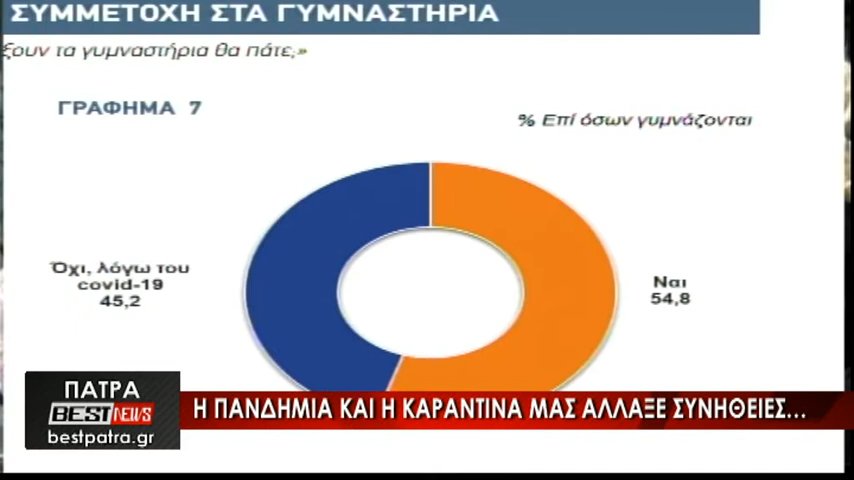 ΣΥΜΜΕΤΟΧΗ ΣΤΑ ΓΥΜΝΑΣΤΗΡΙΑ
ξουν τα γυμναστήρια θα πάτε;»
ΓΡΑΦΗΜΑ 7
% Επί όσων γυμνάζονται
Όχι, λόγω του
covid-19
45,2
Ναι
54,8
ΠΑΤΡΑ
BEST NEWS
bestpatra.gr
Η ΠΑΝΔΗΜΙΑ ΚΑΙ Η ΚΑΡΑΝΤΙΝΑ ΜΑΣ ΑΛΛΑΞΕ ΣΥΝΗΘΕΙΕΣ...